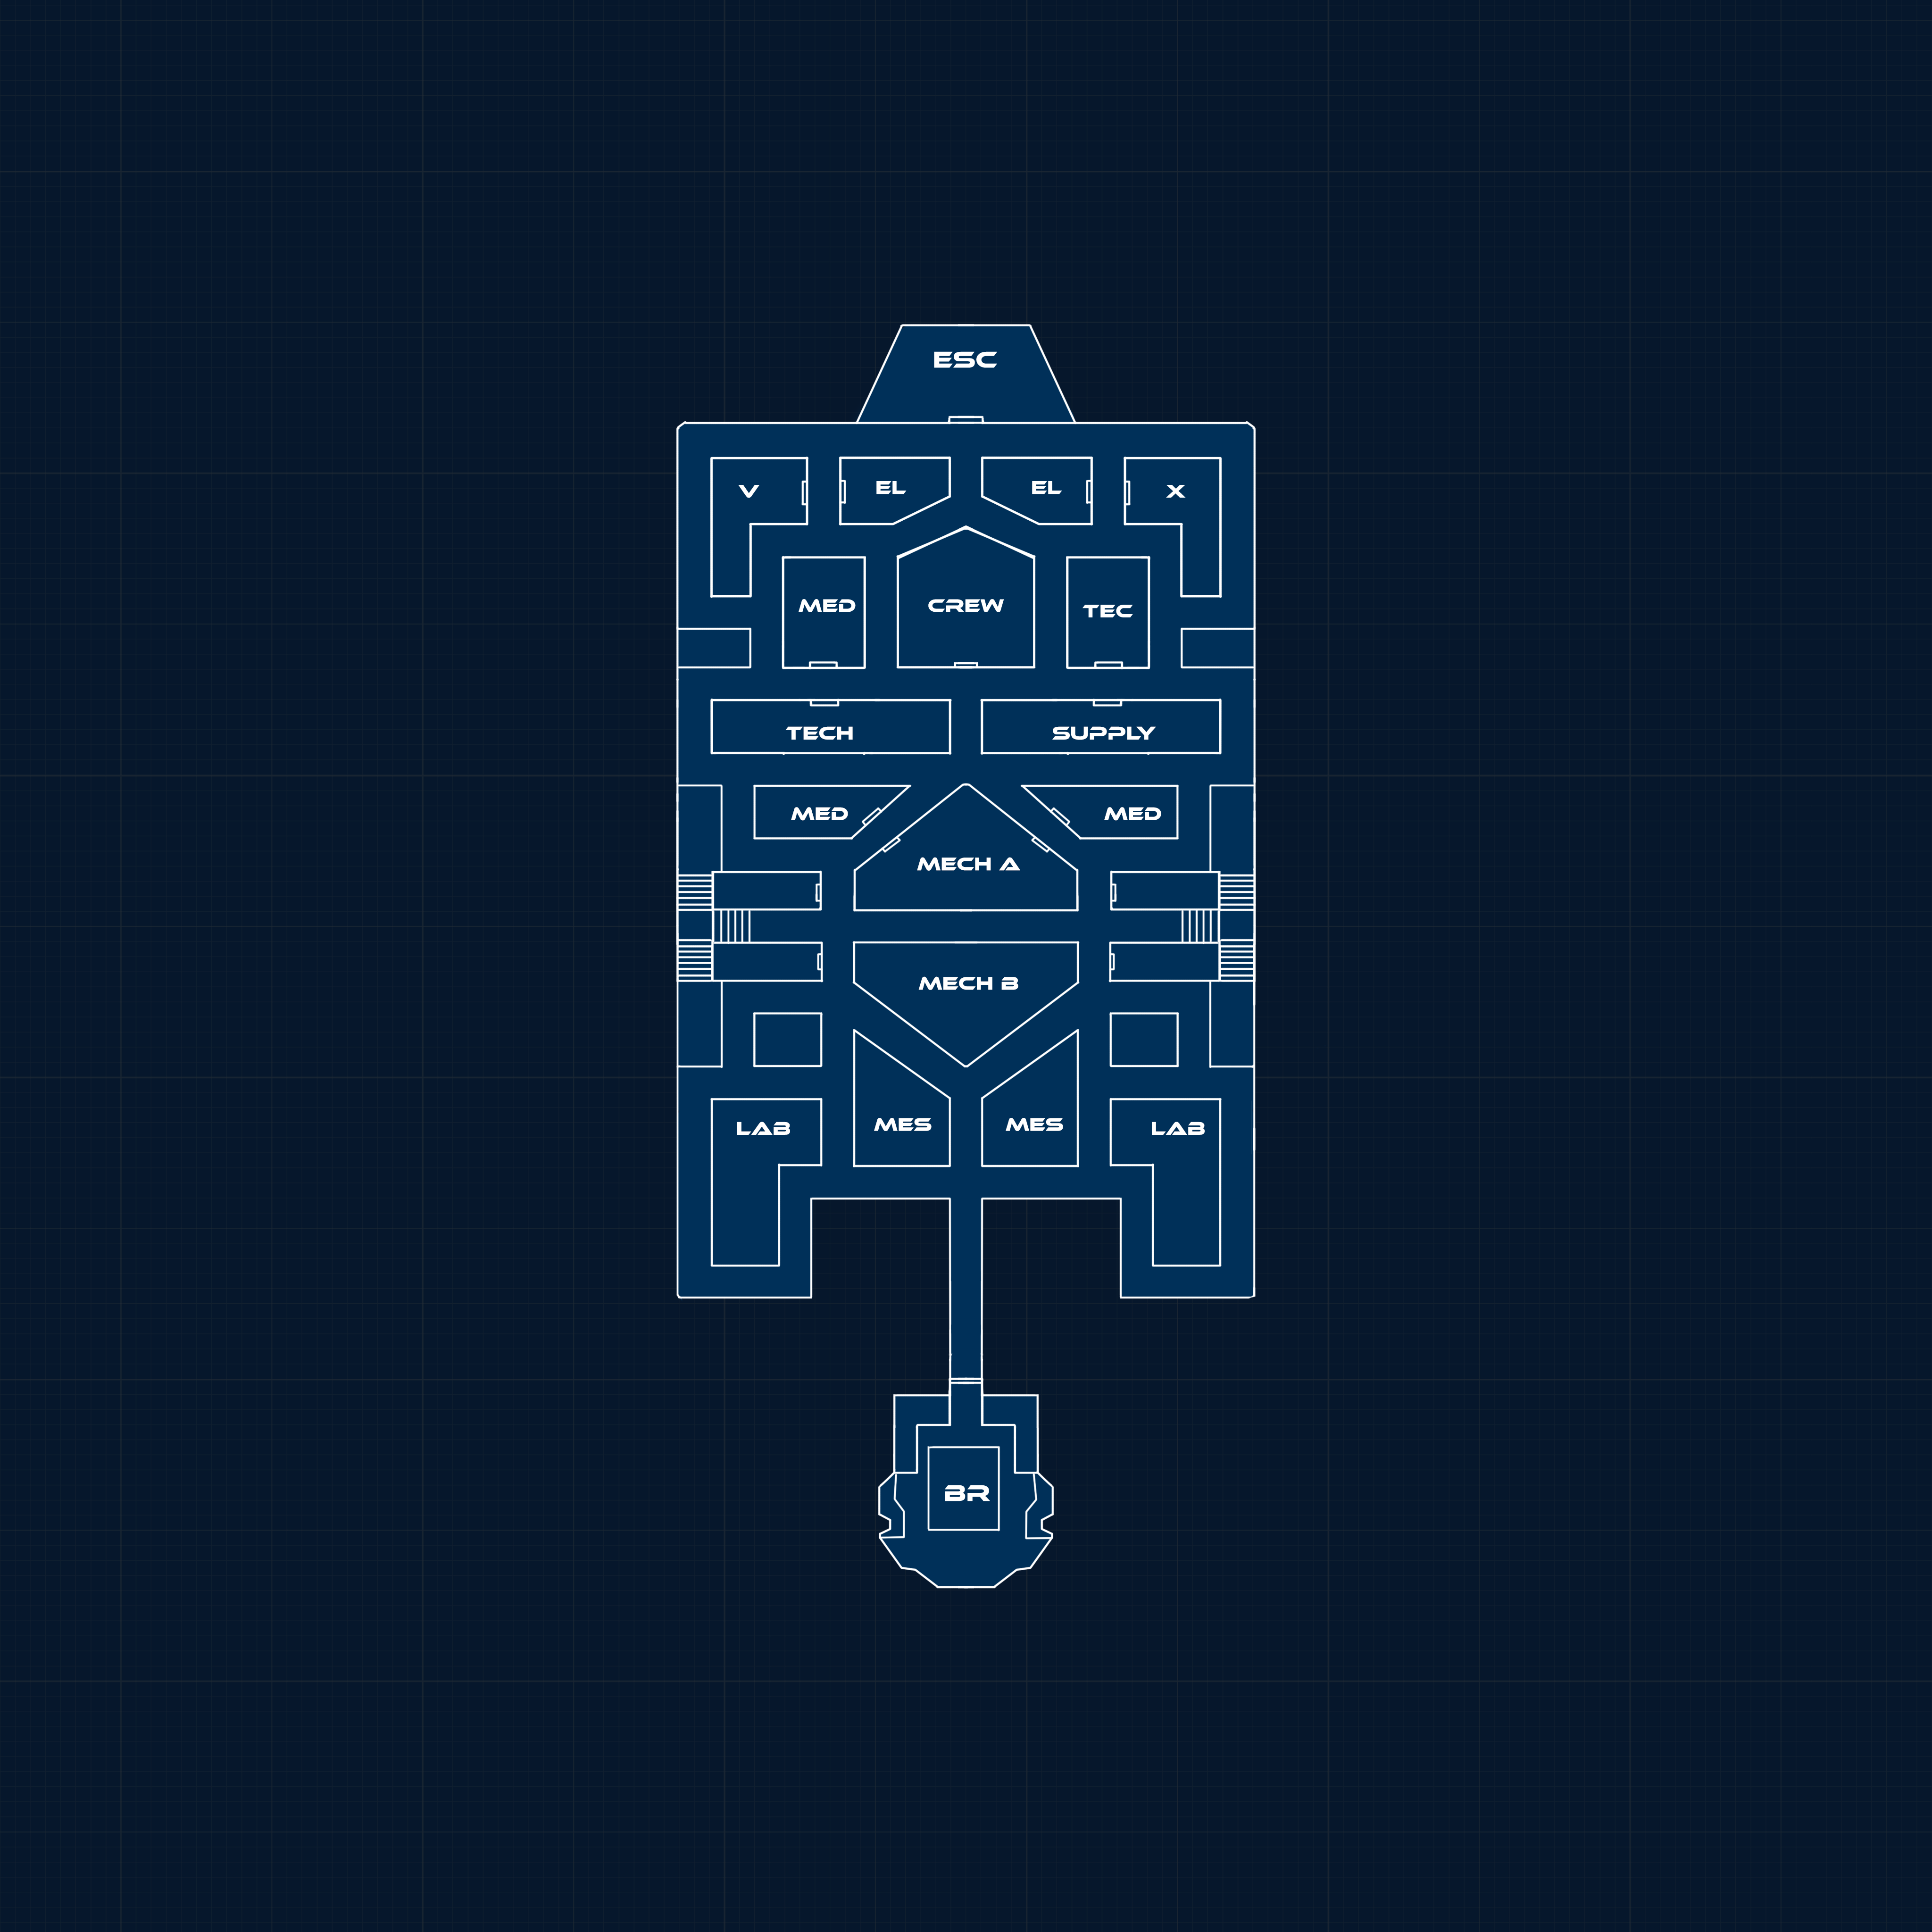 ESC
V
EL
EL
X
MED
CREW
TEC
TECH
SUPPLY
MED
MED
MECH A
MECH B
MES
MES
LAB
LAB
BR